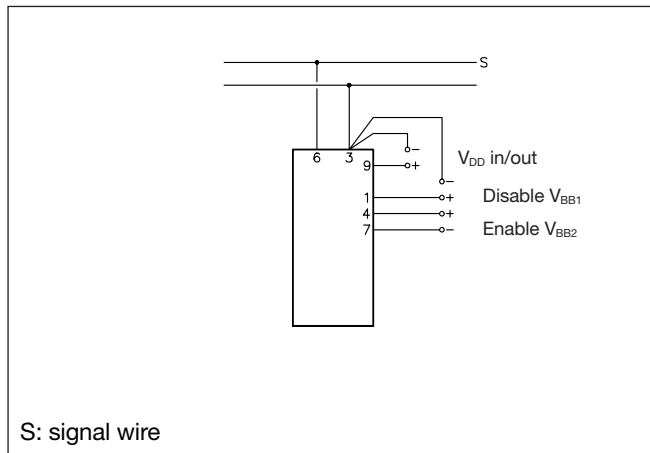 S
6 3
V_DD in/out
9
−
+
−
1 + Disable V_BB1
4 +
7 − Enable V_BB2
S: signal wire